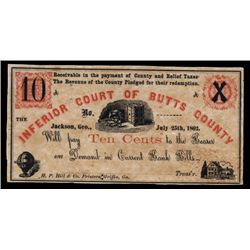 Receivable in the payment of County and Relief Taxes
The Revenue of the County Pledged for their redemption.
10
A
A
X
THE
No.
INFERIOR COURT OF BUTTS COUNTY
Jackson, Geo.,
July 25th, 1862.
Will pay Ten Cents to the Bearer
on Demand in Current Bank Bills.
H. P. Hill & Co. Printers, Griffin, Ga.
Treas'r.